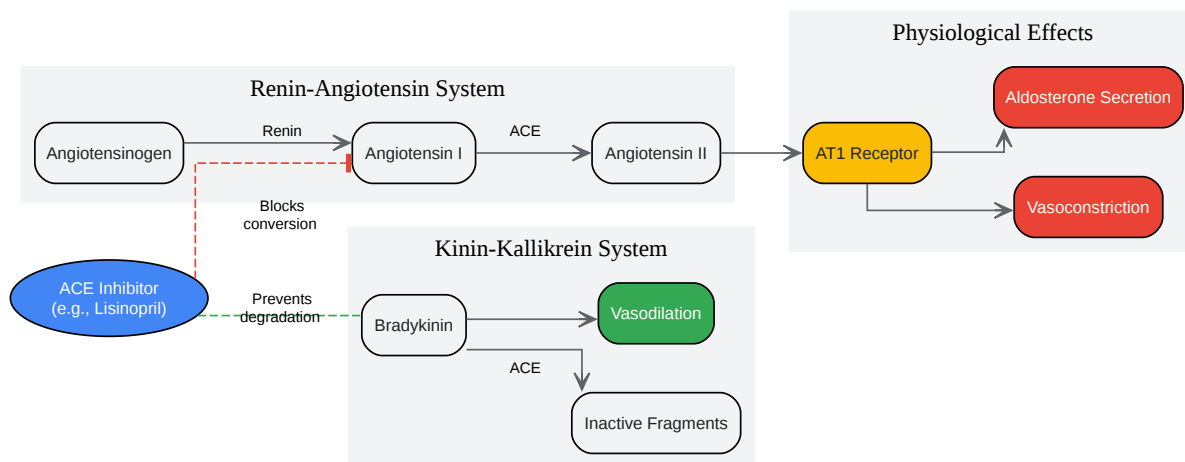 Physiological Effects
Renin-Angiotensin System
Aldosterone Secretion
Renin
ACE
Angiotensinogen
Angiotensin I
Angiotensin II
AT1 Receptor
Blocks
conversion
Vasoconstriction
Kinin-Kallikrein System
ACE Inhibitor
(e.g., Lisinopril)
Prevents
degradation
Bradykinin
Vasodilation
ACE
Inactive Fragments